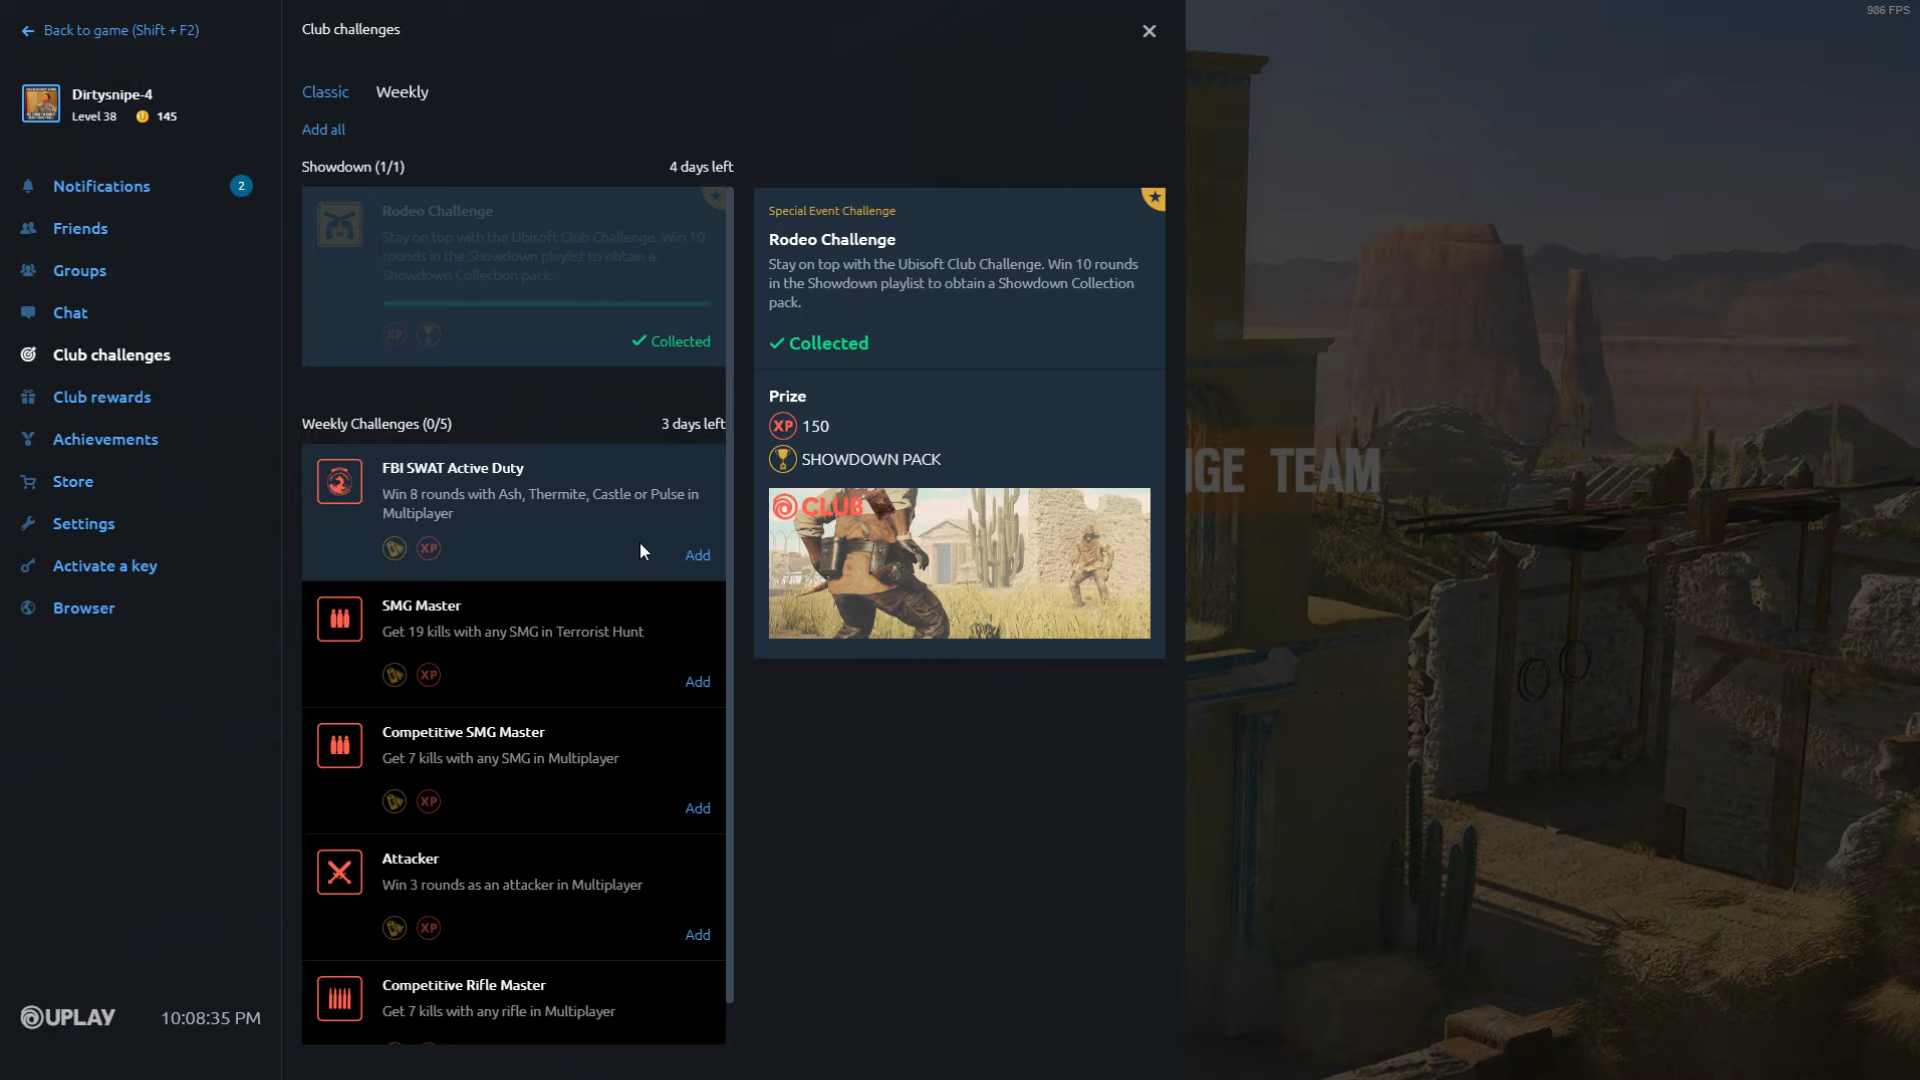 986 FPS
Back to game (Shift + F2)
Dirtysnipe-4
Level 38 145
Notifications 2
Friends
Groups
Chat
Club challenges
Club rewards
Achievements
Store
Settings
Activate a key
Browser
UPLAY 10:08:35 PM
Club challenges
Classic Weekly
Add all
Showdown (1/1) 4 days left
Rodeo Challenge
Stay on top with the Ubisoft Club Challenge. Win 10
rounds in the Showdown playlist to obtain a
Showdown Collection pack.
XP
Collected
Weekly Challenges (0/5) 3 days left
FBI SWAT Active Duty
Win 8 rounds with Ash, Thermite, Castle or Pulse in
Multiplayer
XP Add
SMG Master
Get 19 kills with any SMG in Terrorist Hunt
XP Add
Competitive SMG Master
Get 7 kills with any SMG in Multiplayer
XP Add
Attacker
Win 3 rounds as an attacker in Multiplayer
XP Add
Competitive Rifle Master
Get 7 kills with any rifle in Multiplayer
Special Event Challenge
Rodeo Challenge
Stay on top with the Ubisoft Club Challenge. Win 10 rounds
in the Showdown playlist to obtain a Showdown Collection
pack.
Collected
Prize
XP 150
SHOWDOWN PACK
CLUB
NGE TEAM